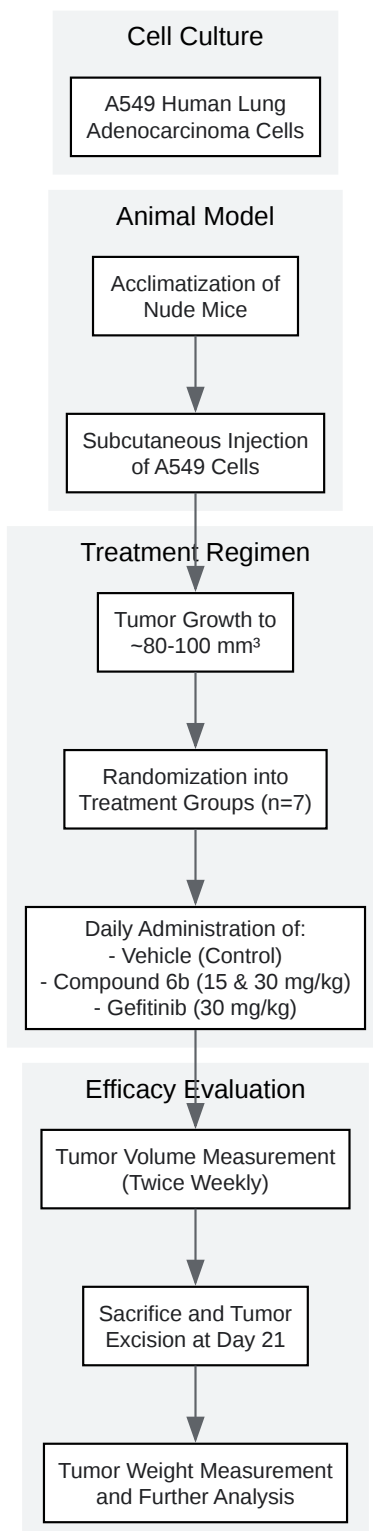 Cell Culture
A549 Human Lung
Adenocarcinoma Cells
Animal Model
Acclimatization of
Nude Mice
Subcutaneous Injection
of A549 Cells
Treatment Regimen
Tumor Growth to
~80-100 mm³
Randomization into
Treatment Groups (n=7)
Daily Administration of:
- Vehicle (Control)
- Compound 6b (15 & 30 mg/kg)
- Gefitinib (30 mg/kg)
Efficacy Evaluation
Tumor Volume Measurement
(Twice Weekly)
Sacrifice and Tumor
Excision at Day 21
Tumor Weight Measurement
and Further Analysis